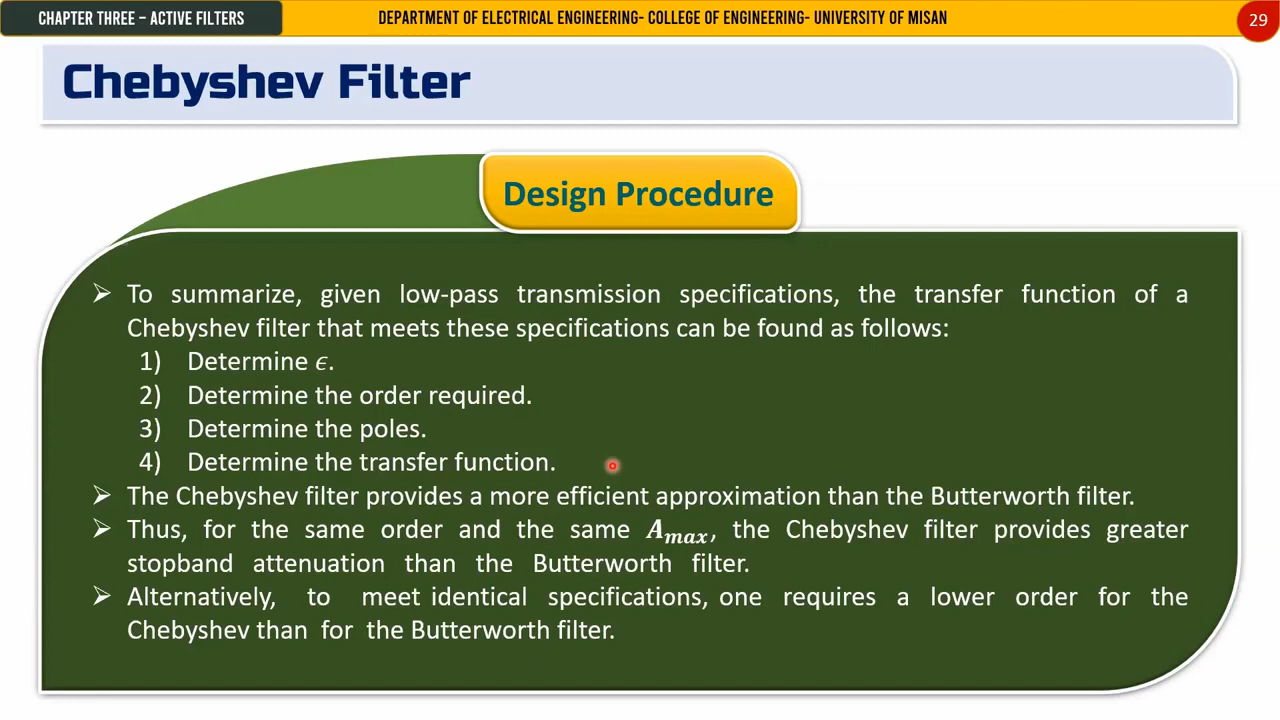 CHAPTER THREE – ACTIVE FILTERS
DEPARTMENT OF ELECTRICAL ENGINEERING- COLLEGE OF ENGINEERING- UNIVERSITY OF MISAN
29
Chebyshev Filter
Design Procedure
➢ To summarize, given low-pass transmission specifications, the transfer function of a
Chebyshev filter that meets these specifications can be found as follows:
1) Determine ϵ.
2) Determine the order required.
3) Determine the poles.
4) Determine the transfer function.
➢ The Chebyshev filter provides a more efficient approximation than the Butterworth filter.
➢ Thus, for the same order and the same A_max, the Chebyshev filter provides greater
stopband attenuation than the Butterworth filter.
➢ Alternatively, to meet identical specifications, one requires a lower order for the
Chebyshev than for the Butterworth filter.